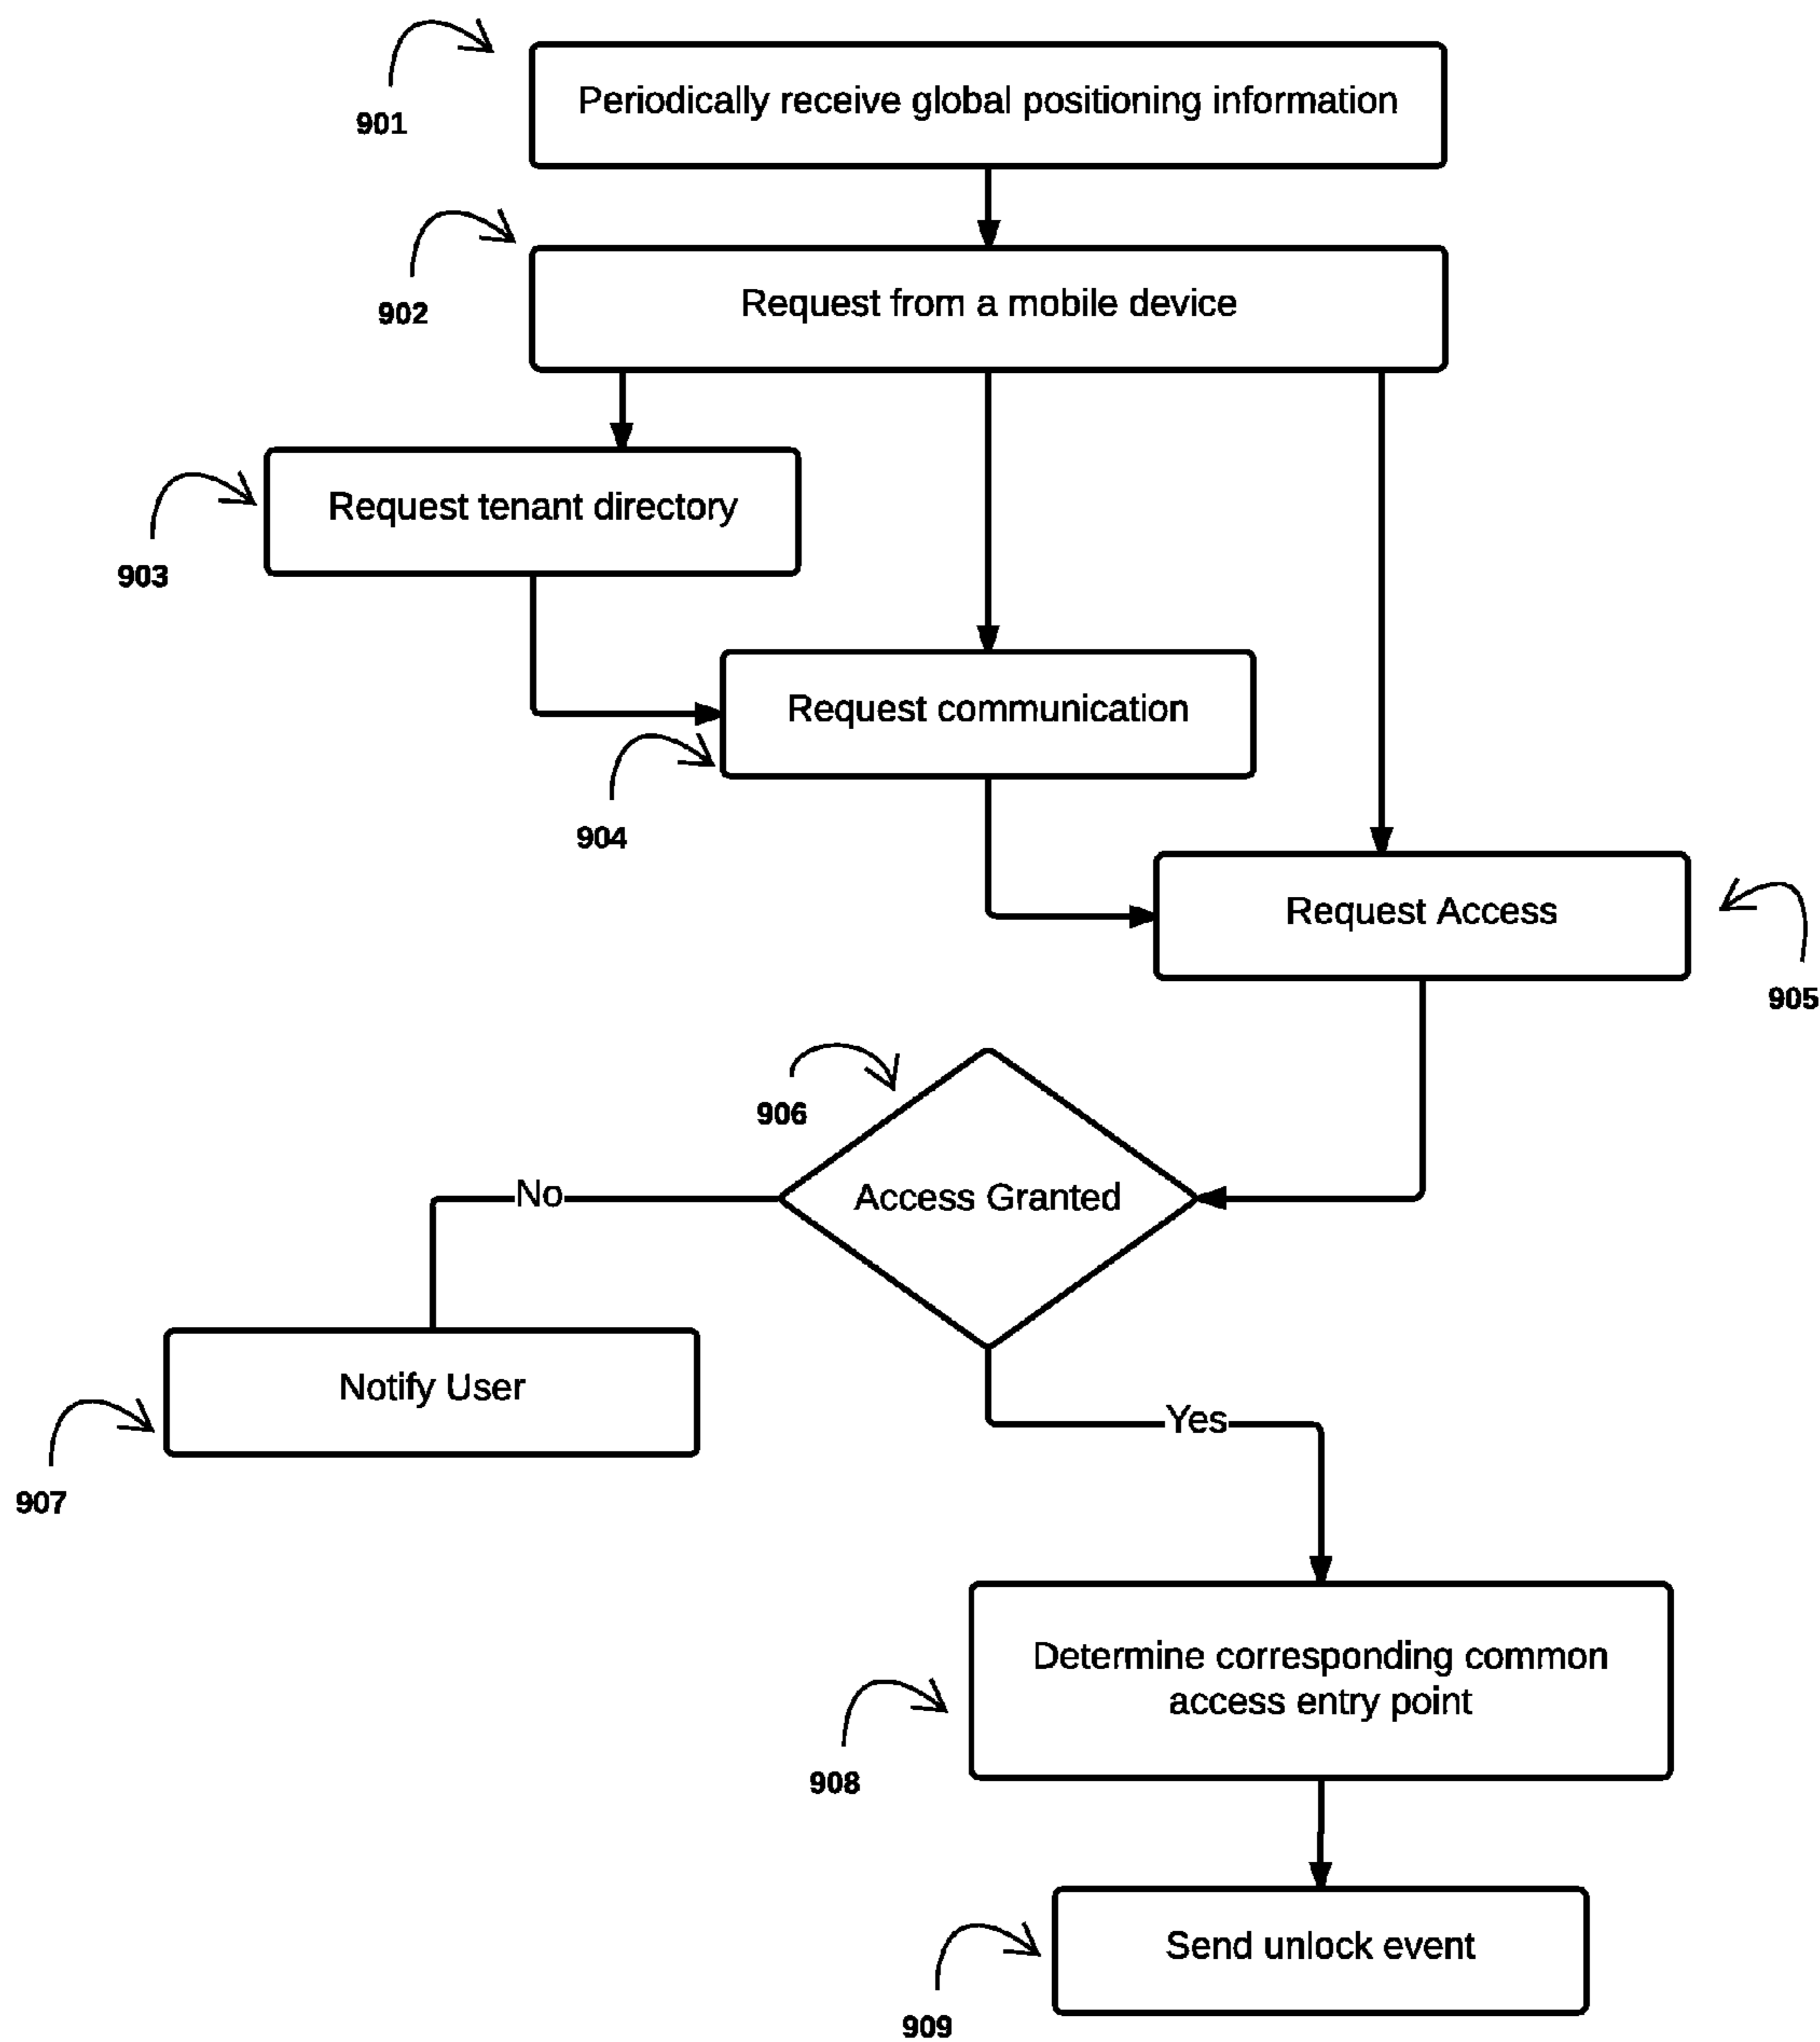 Periodically receive global positioning information
901
Request from a mobile device
902
Request tenant directory
903
Request communication
904
Request Access
905
906
Access Granted
No
Notify User
907
Yes
Determine corresponding common
access entry point
908
Send unlock event
909